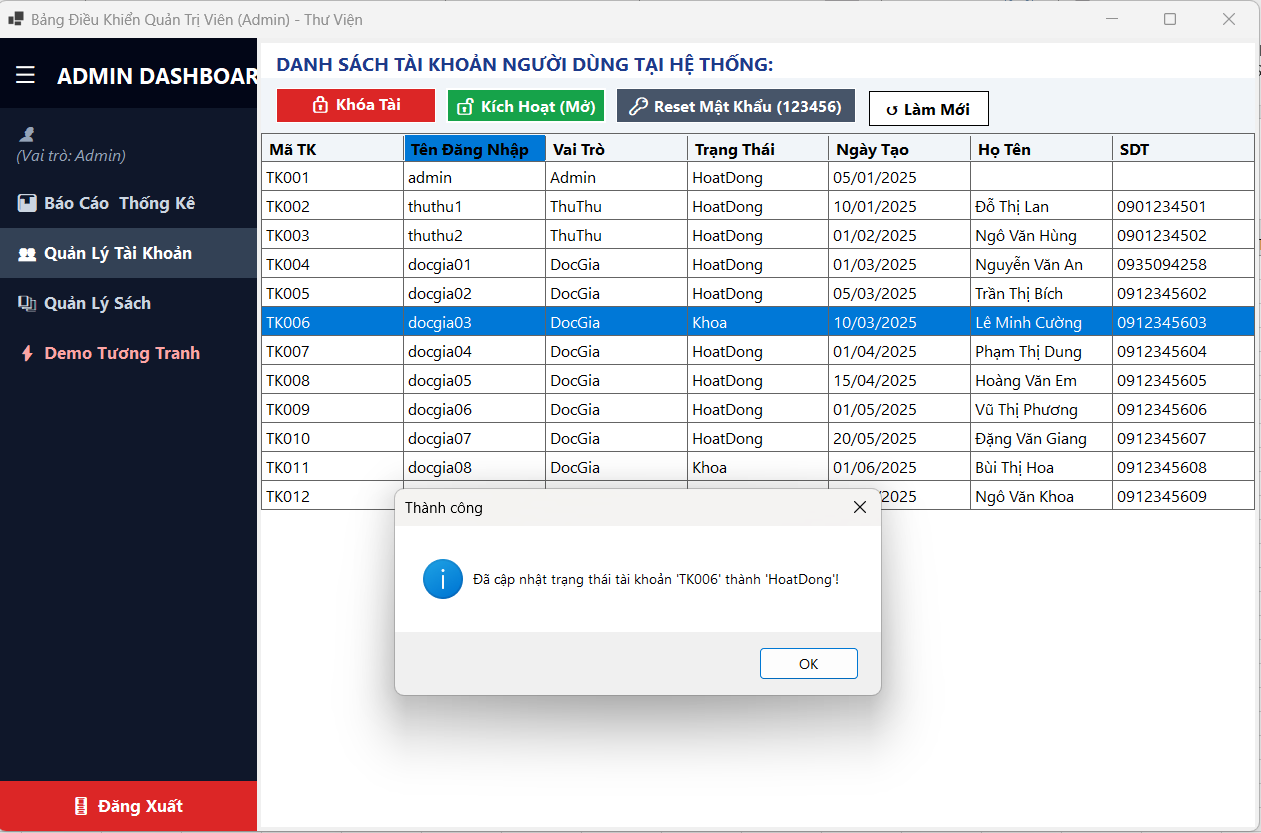 Bảng Điều Khiển Quản Trị Viên (Admin) - Thư Viện
ADMIN DASHBOAR
(Vai trò: Admin)
Báo Cáo Thống Kê
Quản Lý Tài Khoản
Quản Lý Sách
Demo Tương Tranh
Đăng Xuất
DANH SÁCH TÀI KHOẢN NGƯỜI DÙNG TẠI HỆ THỐNG:
Khóa Tài Kích Hoạt (Mở) Reset Mật Khẩu (123456) Làm Mới
Mã TK Tên Đăng Nhập Vai Trò Trạng Thái Ngày Tạo Họ Tên SDT
TK001 admin Admin HoatDong 05/01/2025
TK002 thuthu1 ThuThu HoatDong 10/01/2025 Đỗ Thị Lan 0901234501
TK003 thuthu2 ThuThu HoatDong 01/02/2025 Ngô Văn Hùng 0901234502
TK004 docgia01 DocGia HoatDong 01/03/2025 Nguyễn Văn An 0935094258
TK005 docgia02 DocGia HoatDong 05/03/2025 Trần Thị Bích 0912345602
TK006 docgia03 DocGia Khoa 10/03/2025 Lê Minh Cường 0912345603
TK007 docgia04 DocGia HoatDong 01/04/2025 Phạm Thị Dung 0912345604
TK008 docgia05 DocGia HoatDong 15/04/2025 Hoàng Văn Em 0912345605
TK009 docgia06 DocGia HoatDong 01/05/2025 Vũ Thị Phương 0912345606
TK010 docgia07 DocGia HoatDong 20/05/2025 Đặng Văn Giang 0912345607
TK011 docgia08 DocGia Khoa 01/06/2025 Bùi Thị Hoa 0912345608
TK012 2025 Ngô Văn Khoa 0912345609
Thành công
Đã cập nhật trạng thái tài khoản 'TK006' thành 'HoatDong'!
OK